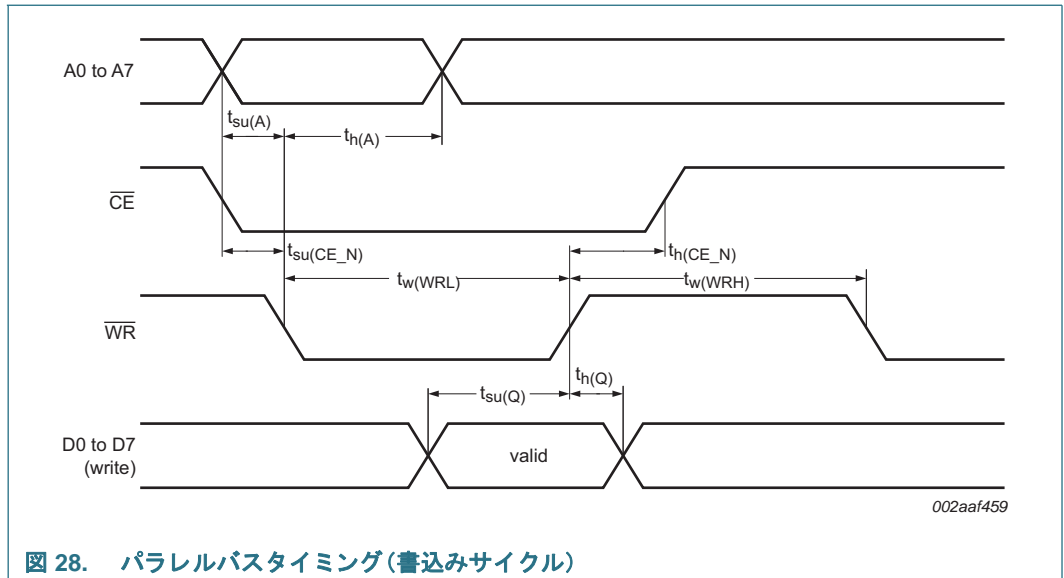 A0 to A7
tsu(A)
th(A)
CE
tsu(CE_N)
th(CE_N)
tw(WRL)
tw(WRH)
WR
tsu(Q)
th(Q)
D0 to D7
(write)
valid
002aaf459
図 28. パラレルバスタイミング(書込みサイクル)